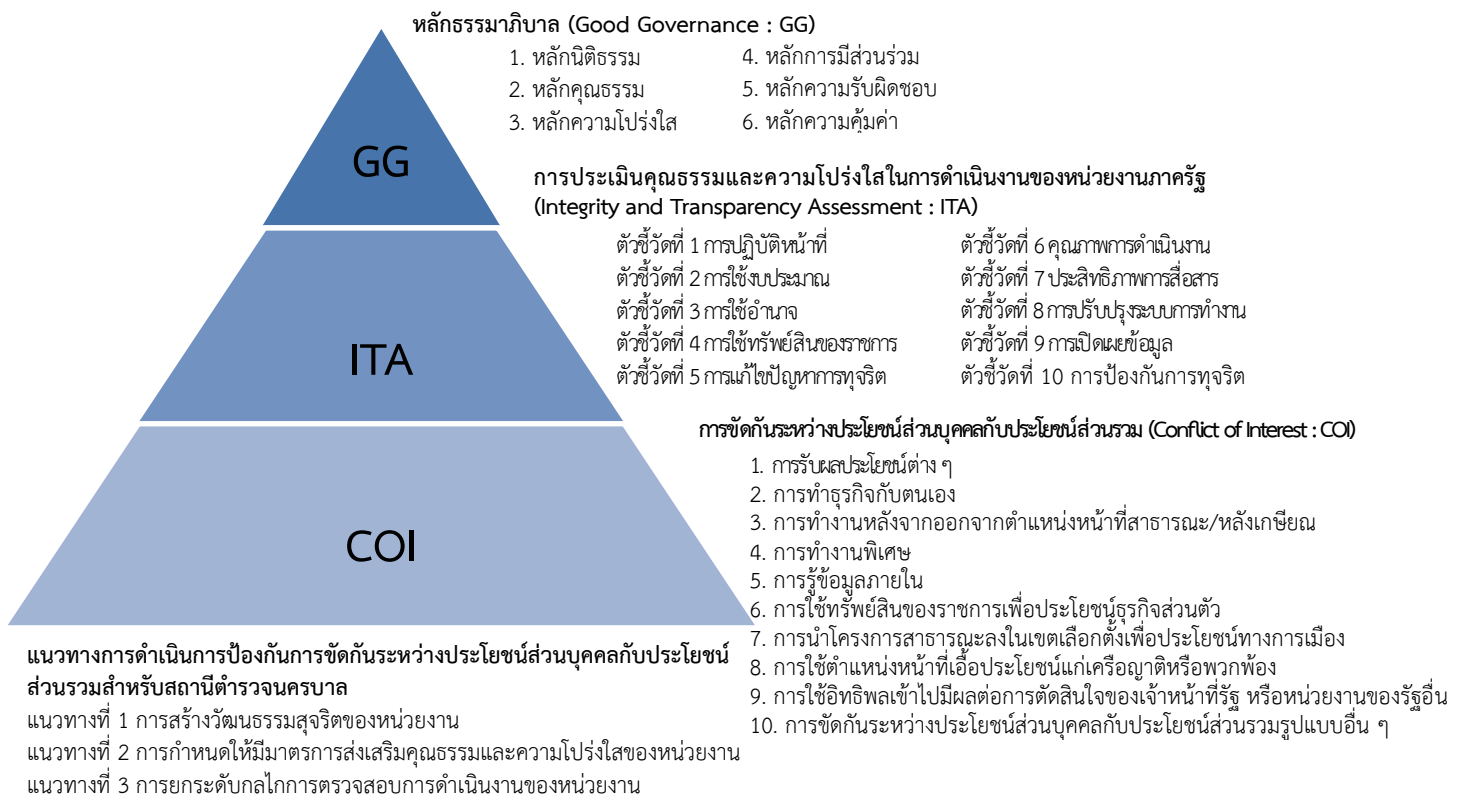 หลักธรรมาภิบาล (Good Governance : GG)
1. หลักนิติธรรม
2. หลักคุณธรรม
3. หลักความโปร่งใส
4. หลักการมีส่วนร่วม
5. หลักความรับผิดชอบ
6. หลักความคุ้มค่า
GG
การประเมินคุณธรรมและความโปร่งใสในการดำเนินงานของหน่วยงานภาครัฐ
(Integrity and Transparency Assessment : ITA)
ตัวชี้วัดที่ 1 การปฏิบัติหน้าที่
ตัวชี้วัดที่ 2 การใช้งบประมาณ
ตัวชี้วัดที่ 3 การใช้อำนาจ
ตัวชี้วัดที่ 4 การใช้ทรัพย์สินของราชการ
ตัวชี้วัดที่ 5 การแก้ไขปัญหาการทุจริต
ตัวชี้วัดที่ 6 คุณภาพการดำเนินงาน
ตัวชี้วัดที่ 7 ประสิทธิภาพการสื่อสาร
ตัวชี้วัดที่ 8 การปรับปรุงระบบการทำงาน
ตัวชี้วัดที่ 9 การเปิดเผยข้อมูล
ตัวชี้วัดที่ 10 การป้องกันการทุจริต
ITA
การขัดกันระหว่างประโยชน์ส่วนบุคคลกับประโยชน์ส่วนรวม (Conflict of Interest : COI)
1. การรับผลประโยชน์ต่าง ๆ
2. การทำธุรกิจกับตนเอง
3. การทำงานหลังจากออกจากตำแหน่งหน้าที่สาธารณะ/หลังเกษียณ
4. การทำงานพิเศษ
5. การรู้ข้อมูลภายใน
6. การใช้ทรัพย์สินของราชการเพื่อประโยชน์ธุรกิจส่วนตัว
7. การนำโครงการสาธารณะลงในเขตเลือกตั้งเพื่อประโยชน์ทางการเมือง
8. การใช้ตำแหน่งหน้าที่เอื้อประโยชน์แก่เครือญาติหรือพวกพ้อง
9. การใช้อิทธิพลเข้าไปมีผลต่อการตัดสินใจของเจ้าหน้าที่รัฐ หรือหน่วยงานของรัฐอื่น
10. การขัดกันระหว่างประโยชน์ส่วนบุคคลกับประโยชน์ส่วนรวมรูปแบบอื่น ๆ
COI
แนวทางการดำเนินการป้องกันการขัดกันระหว่างประโยชน์ส่วนบุคคลกับประโยชน์
ส่วนรวมสำหรับสถานีตำรวจนครบาล
แนวทางที่ 1 การสร้างวัฒนธรรมสุจริตของหน่วยงาน
แนวทางที่ 2 การกำหนดให้มีมาตรการส่งเสริมคุณธรรมและความโปร่งใสของหน่วยงาน
แนวทางที่ 3 การยกระดับกลไกการตรวจสอบการดำเนินงานของหน่วยงาน